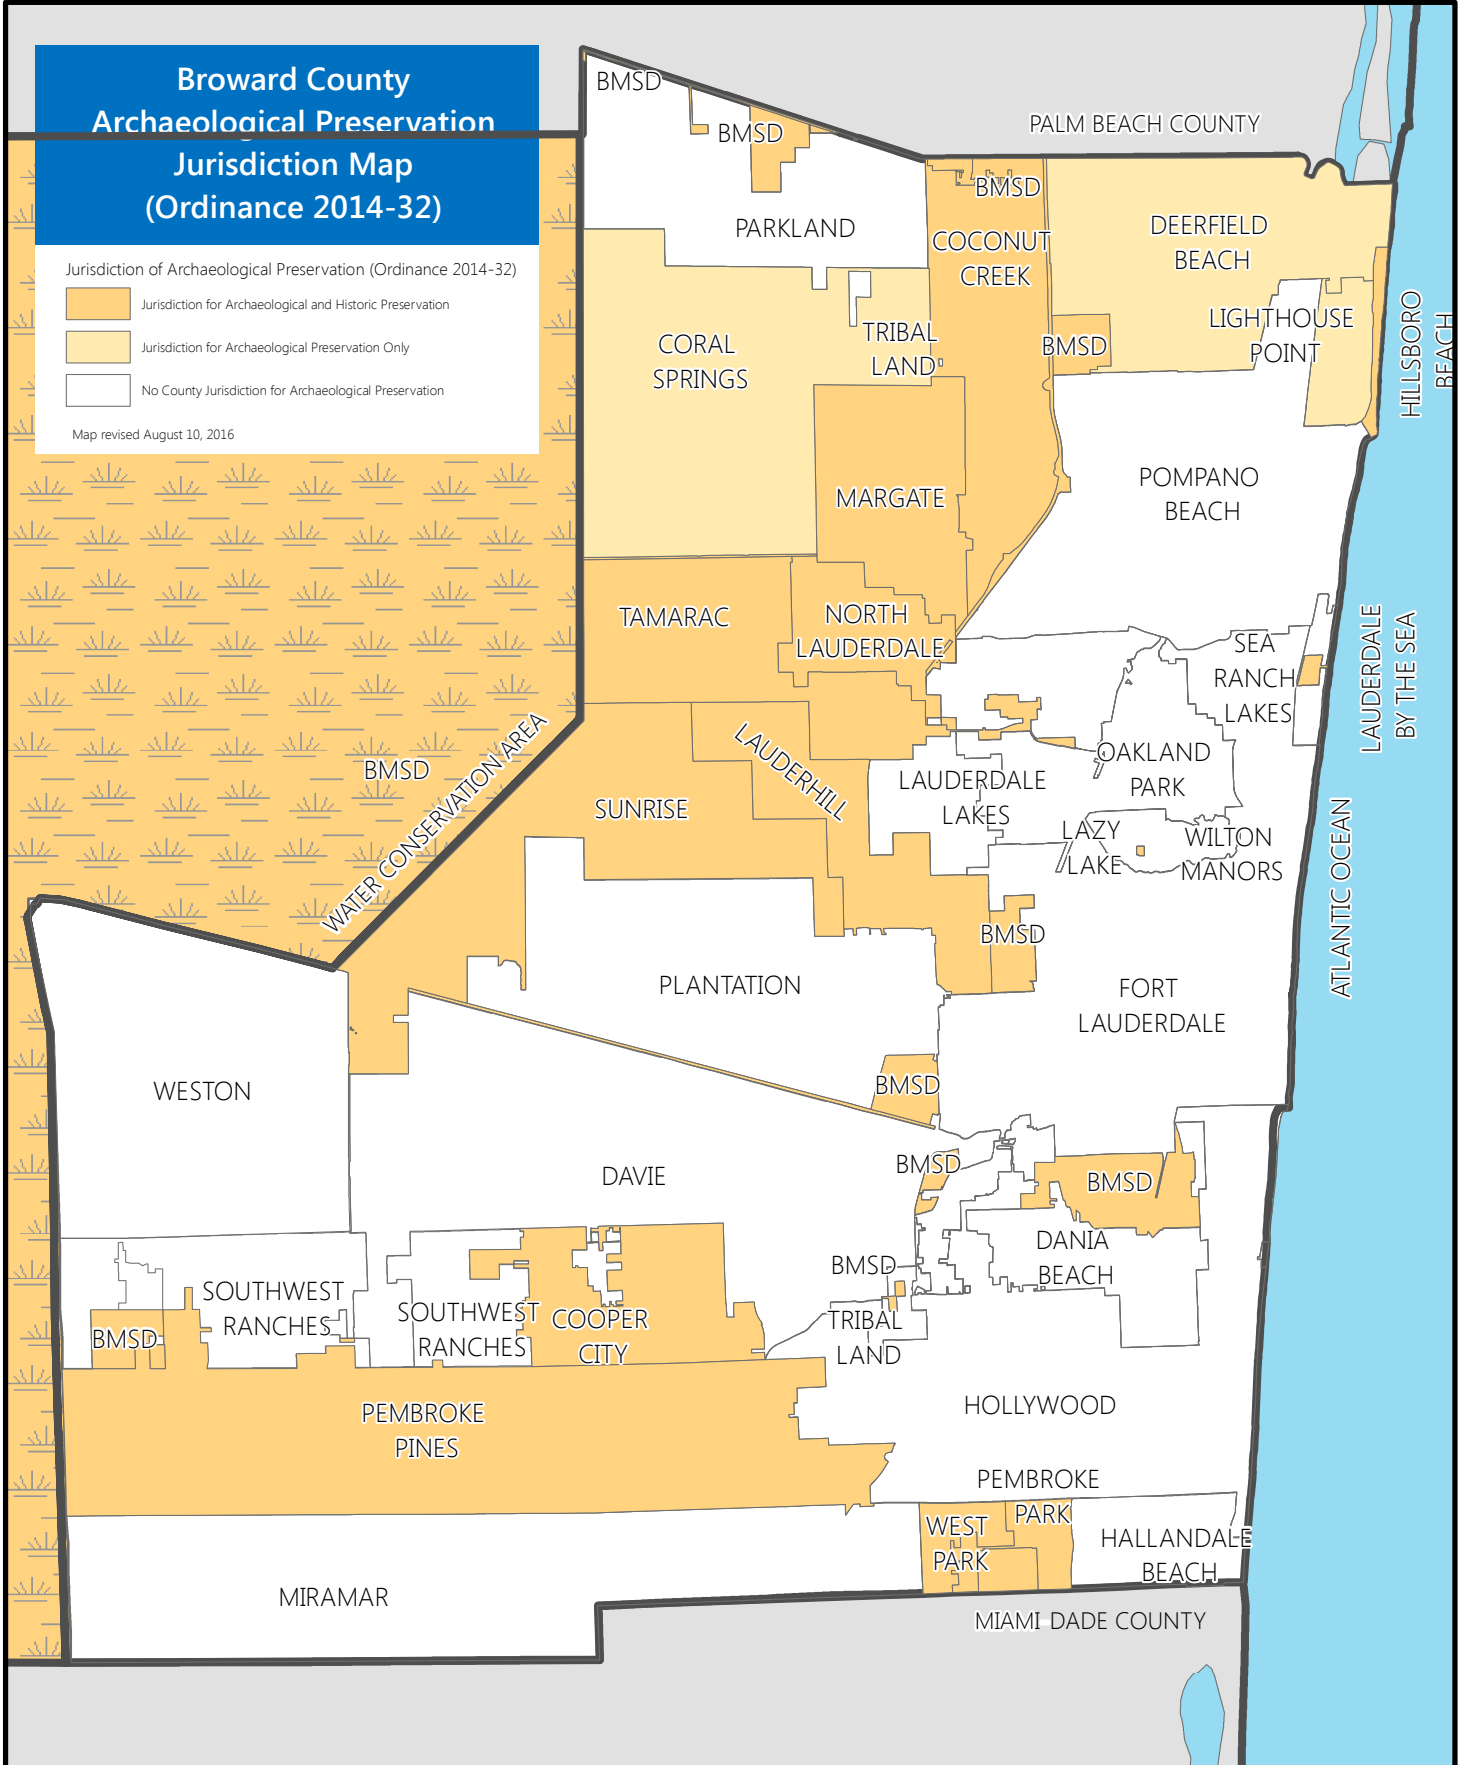 Broward County
Archaeological Preservation
Jurisdiction Map
(Ordinance 2014-32)
Jurisdiction of Archaeological Preservation (Ordinance 2014-32)
Jurisdiction for Archaeological and Historic Preservation
Jurisdiction for Archaeological Preservation Only
No County Jurisdiction for Archaeological Preservation
Map revised August 10, 2016
BMSD
BMSD
PALM BEACH COUNTY
BMSD
PARKLAND
COCONUT
CREEK
DEERFIELD
BEACH
LIGHTHOUSE
POINT
HILLSBORO
BEACH
CORAL
SPRINGS
TRIBAL
LAND
BMSD
MARGATE
POMPANO
BEACH
TAMARAC
NORTH
LAUDERDALE
SEA
RANCH
LAKES
LAUDERDALE
BY THE SEA
BMSD
WATER CONSERVATION AREA
LAUDERHILL
SUNRISE
LAUDERDALE
LAKES
OAKLAND
PARK
LAZY
LAKE
WILTON
MANORS
ATLANTIC OCEAN
BMSD
PLANTATION
FORT
LAUDERDALE
WESTON
BMSD
DAVIE
BMSD
BMSD
DANIA
BEACH
BMSD
SOUTHWEST
RANCHES
SOUTHWEST
RANCHES
COOPER
CITY
TRIBAL
LAND
BMSD
PEMBROKE
PINES
HOLLYWOOD
PEMBROKE
PARK
WEST
PARK
HALLANDALE
BEACH
MIRAMAR
MIAMI-DADE COUNTY